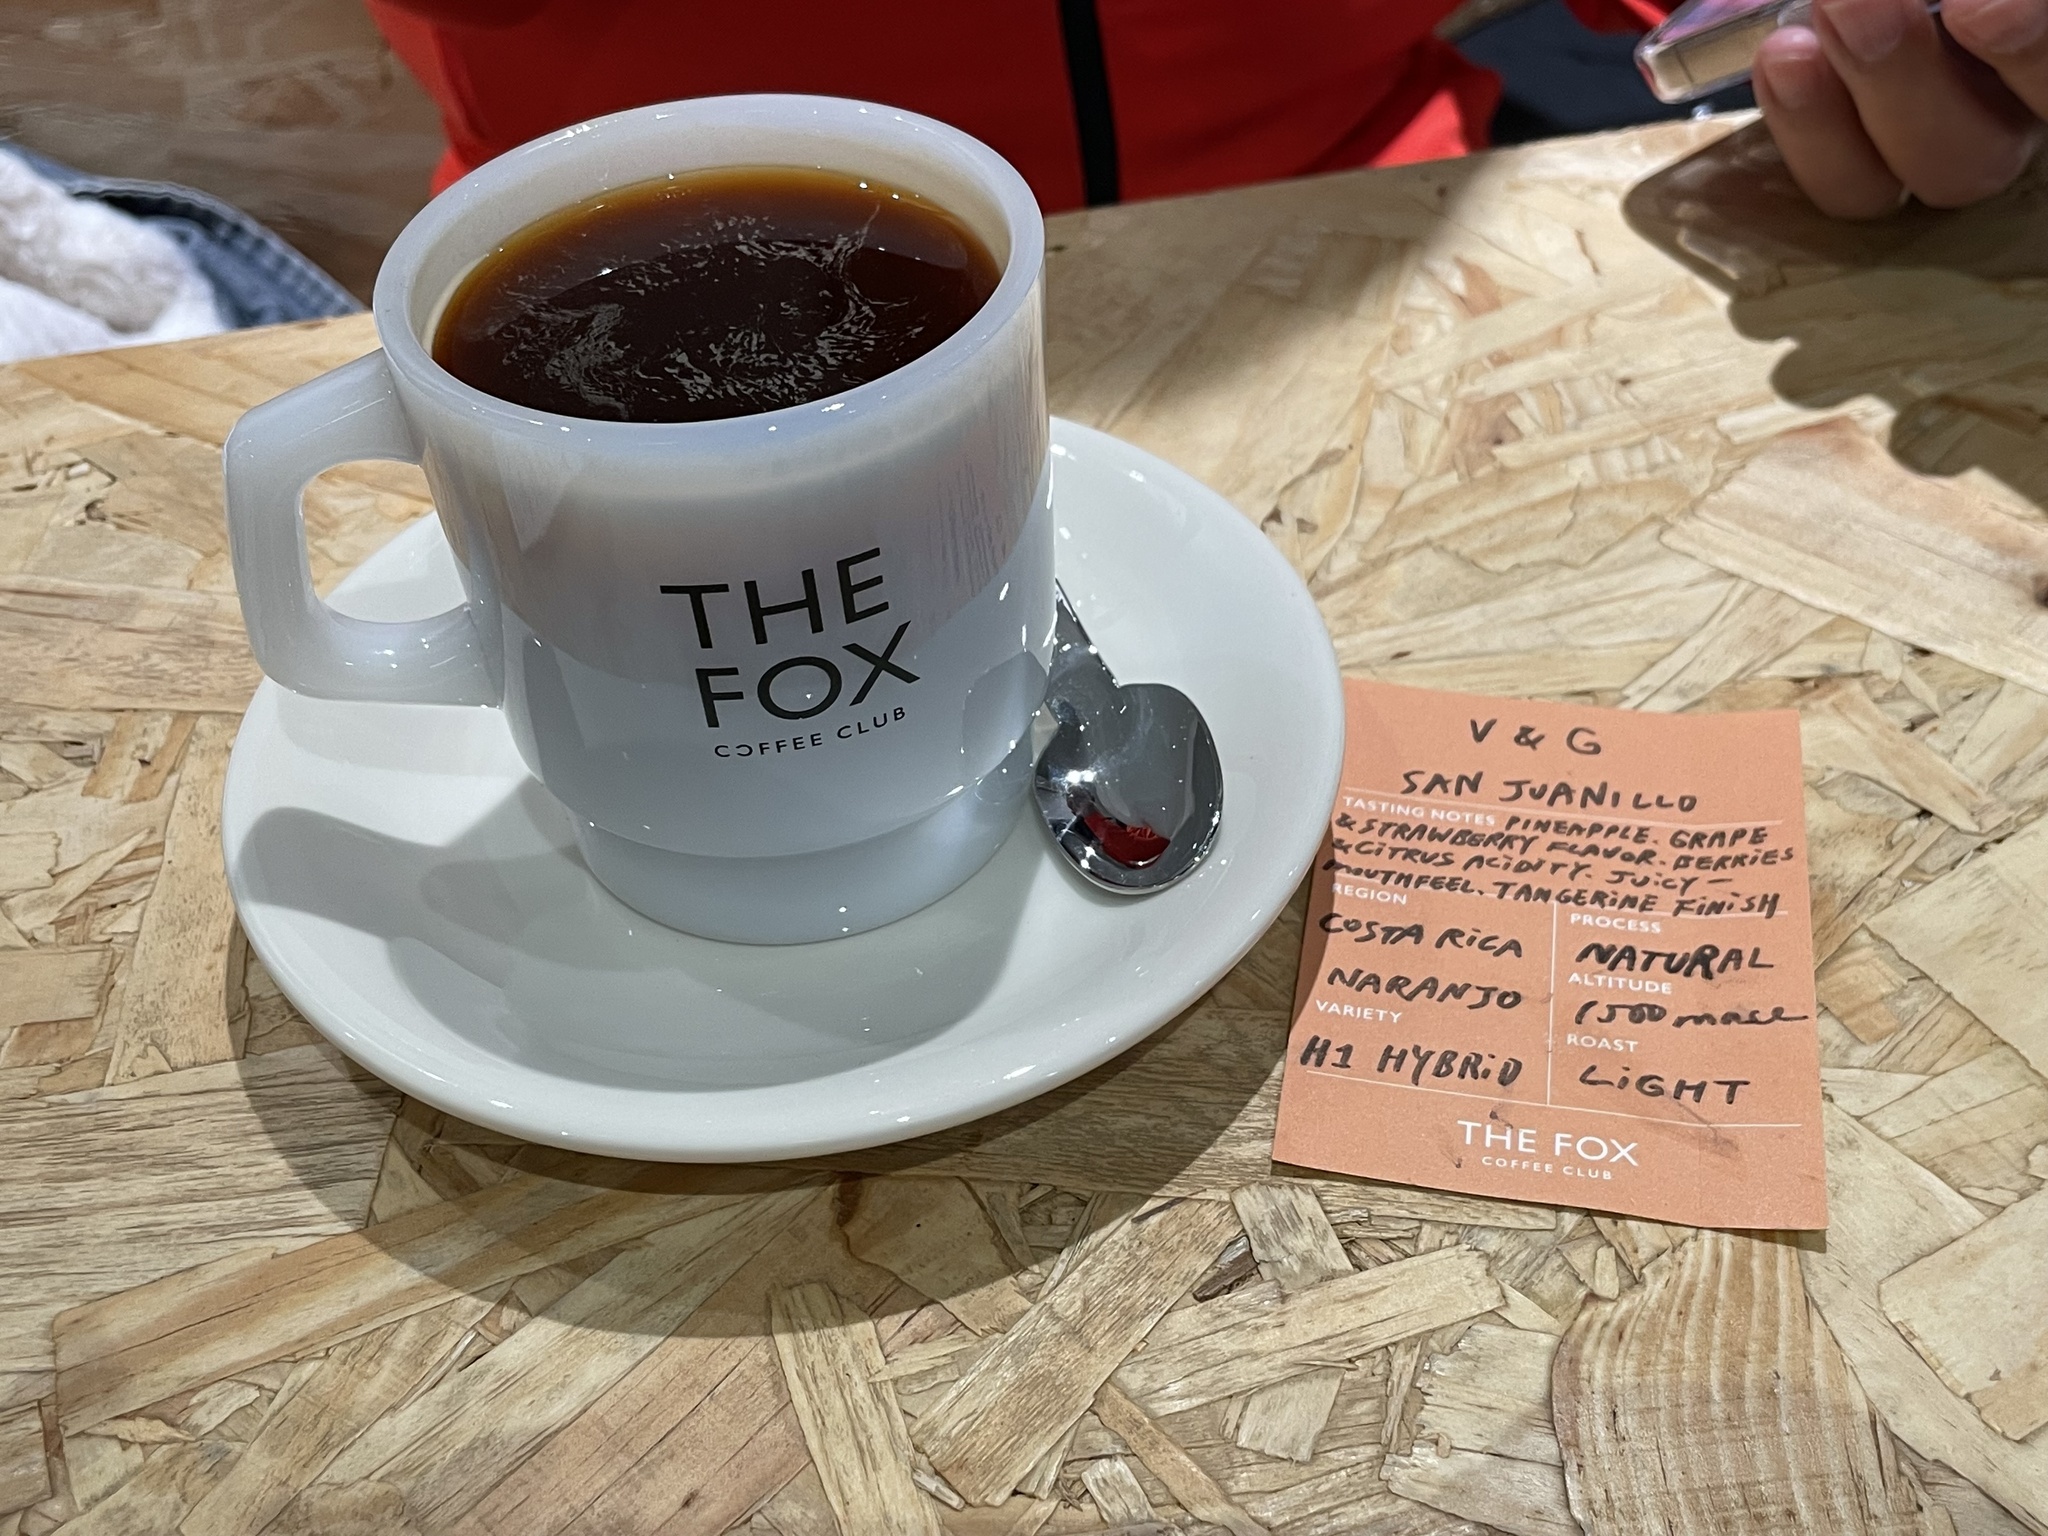 THE
FOX
COFFEE CLUB
V & G
SAN JUANILLO
TASTING NOTES PINEAPPLE. GRAPE
& STRAWBERRY FLAVOR. BERRIES
& CITRUS ACIDITY. JUICY –
MOUTHFEEL. TANGERINE FINISH
REGION
COSTA RICA
NARANJO
VARIETY
H1 HYBRID
PROCESS
NATURAL
ALTITUDE
1500 masl
ROAST
LIGHT
THE FOX
COFFEE CLUB